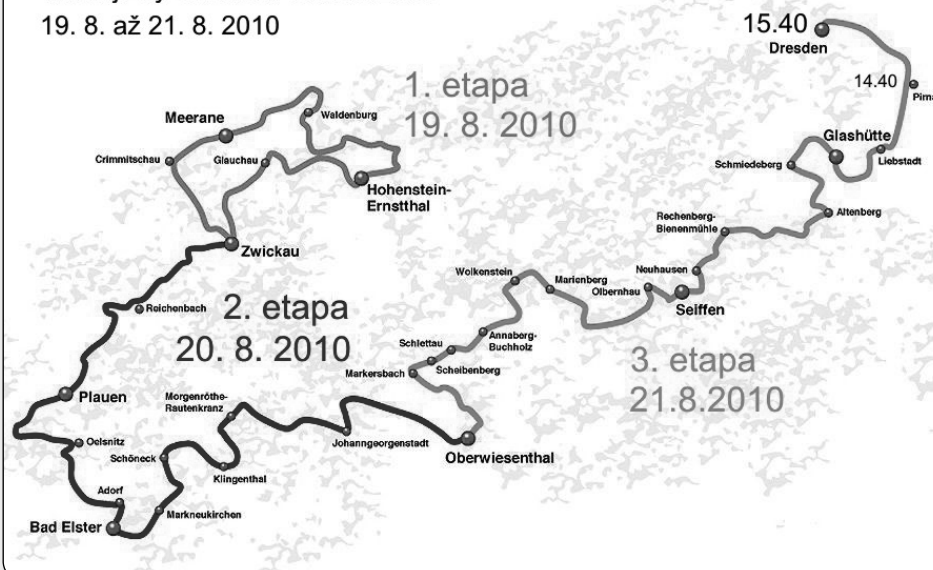 19. 8. až 21. 8. 2010
15.40
Dresden
14.40
1. etapa
19. 8. 2010
Meerane
Waldenburg
Crimmitschau
Glauchau
Hohenstein-
Ernstthal
Glashütte
Liebstadt
Schmiedeberg
Altenberg
Rechenberg-
Bienenmühle
Zwickau
Wolkenstein
Marienberg
Neuhausen
Olbernhau
Seiffen
Reichenbach
2. etapa
20. 8. 2010
Annaberg-
Buchholz
Schlettau
Scheibenberg
Markersbach
3. etapa
21.8.2010
Plauen
Morgenröthe-
Rautenkranz
Oelsnitz
Schöneck
Johanngeorgenstadt
Oberwiesenthal
Klingenthal
Adorf
Markneukirchen
Bad Elster